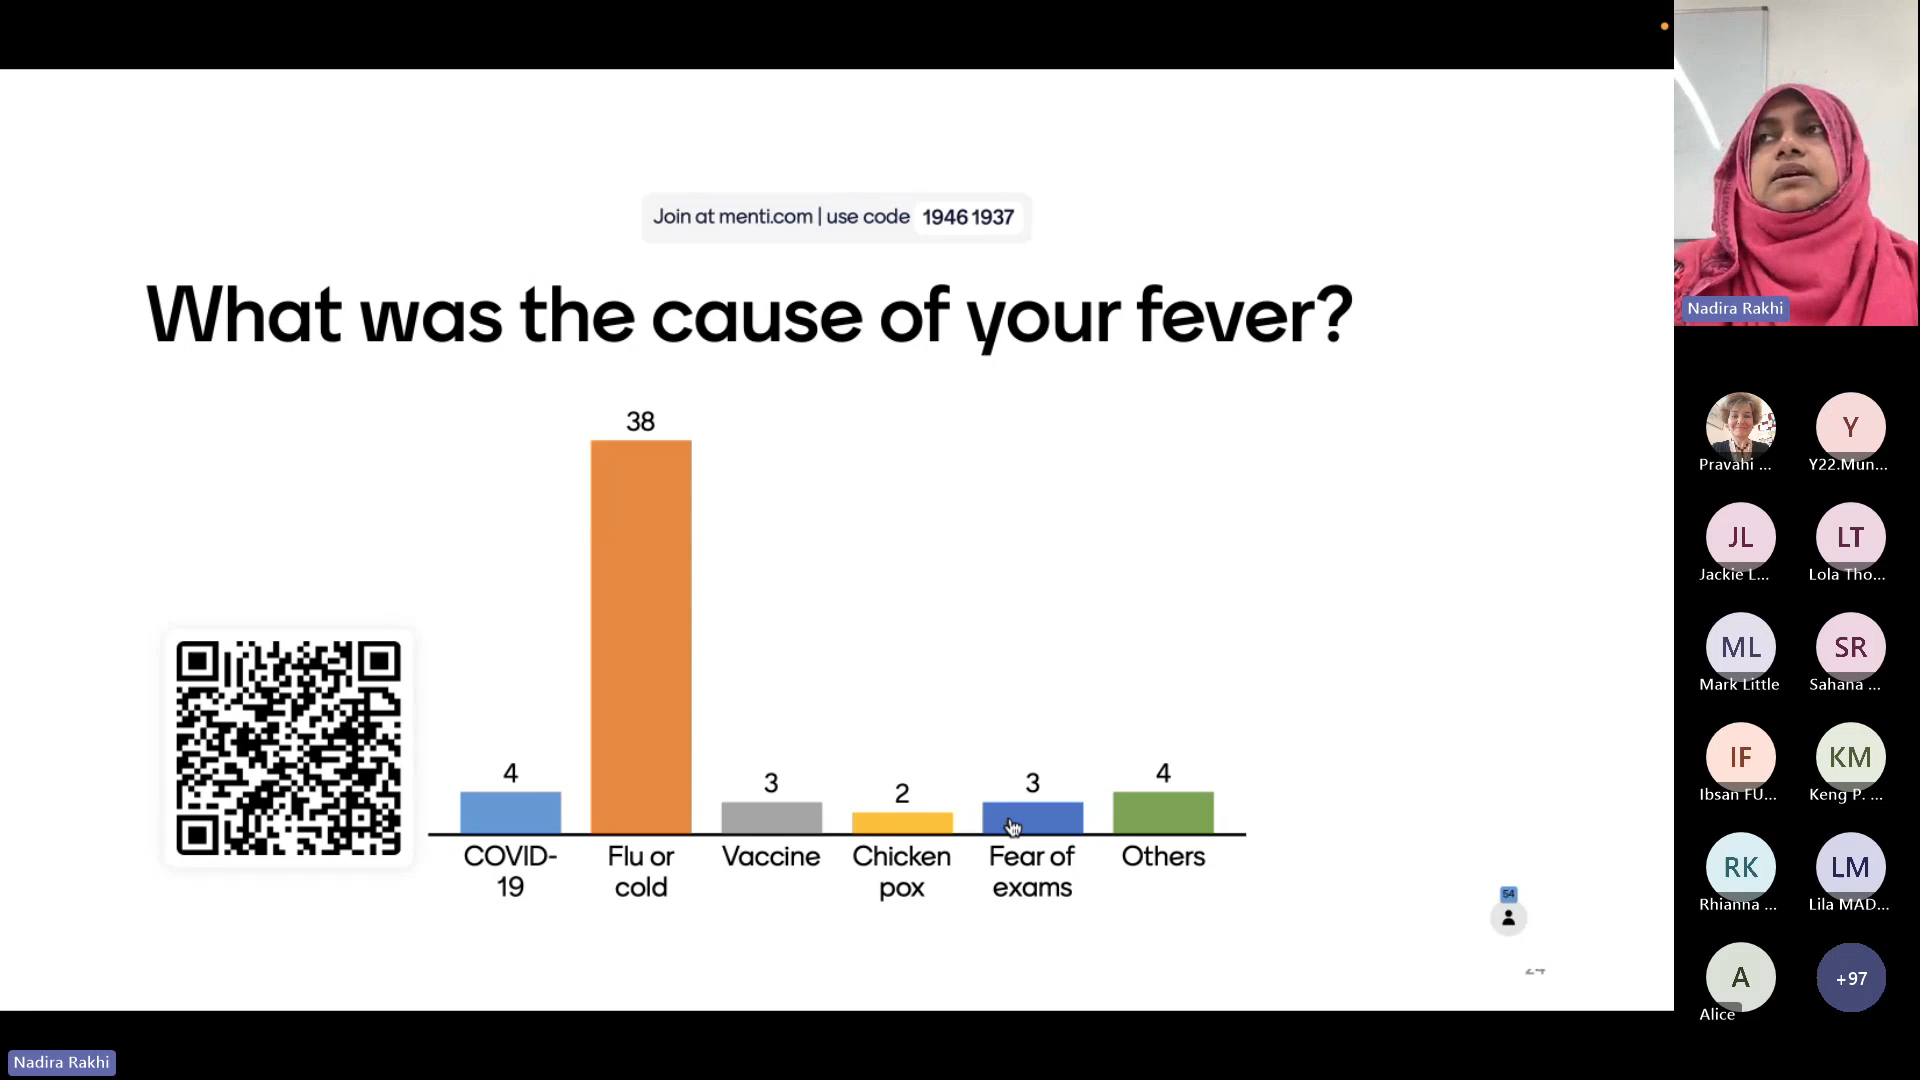 Join at menti.com | use code 1946 1937
What was the cause of your fever?
38
4
3
2
3
4
COVID-
19
Flu or
cold
Vaccine
Chicken
pox
Fear of
exams
Others
54
Nadira Rakhi
Pravahi ...
Y
Y22.Mun...
JL
Jackie L...
LT
Lola Tho...
ML
Mark Little
SR
Sahana ...
IF
Ibsan FU...
KM
Keng P. ...
RK
Rhianna ...
LM
Lila MAD...
A
Alice
+97
Nadira Rakhi